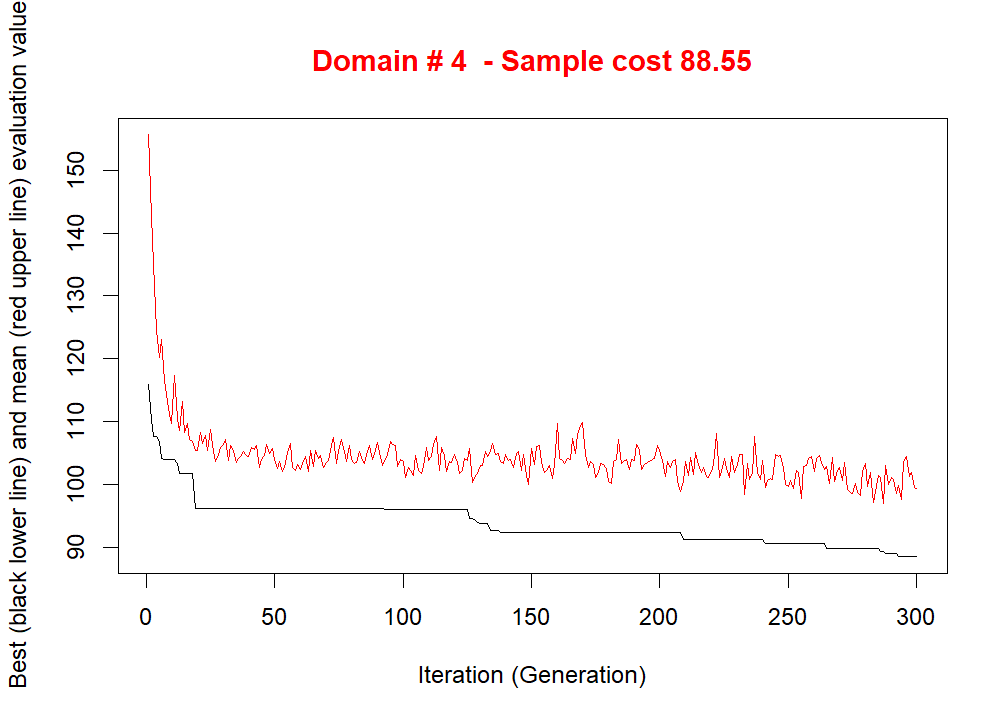 Domain # 4  - Sample cost 88.55
Best (black lower line) and mean (red upper line) evaluation value
150
140
130
120
110
100
90
0 50 100 150 200 250 300
Iteration (Generation)